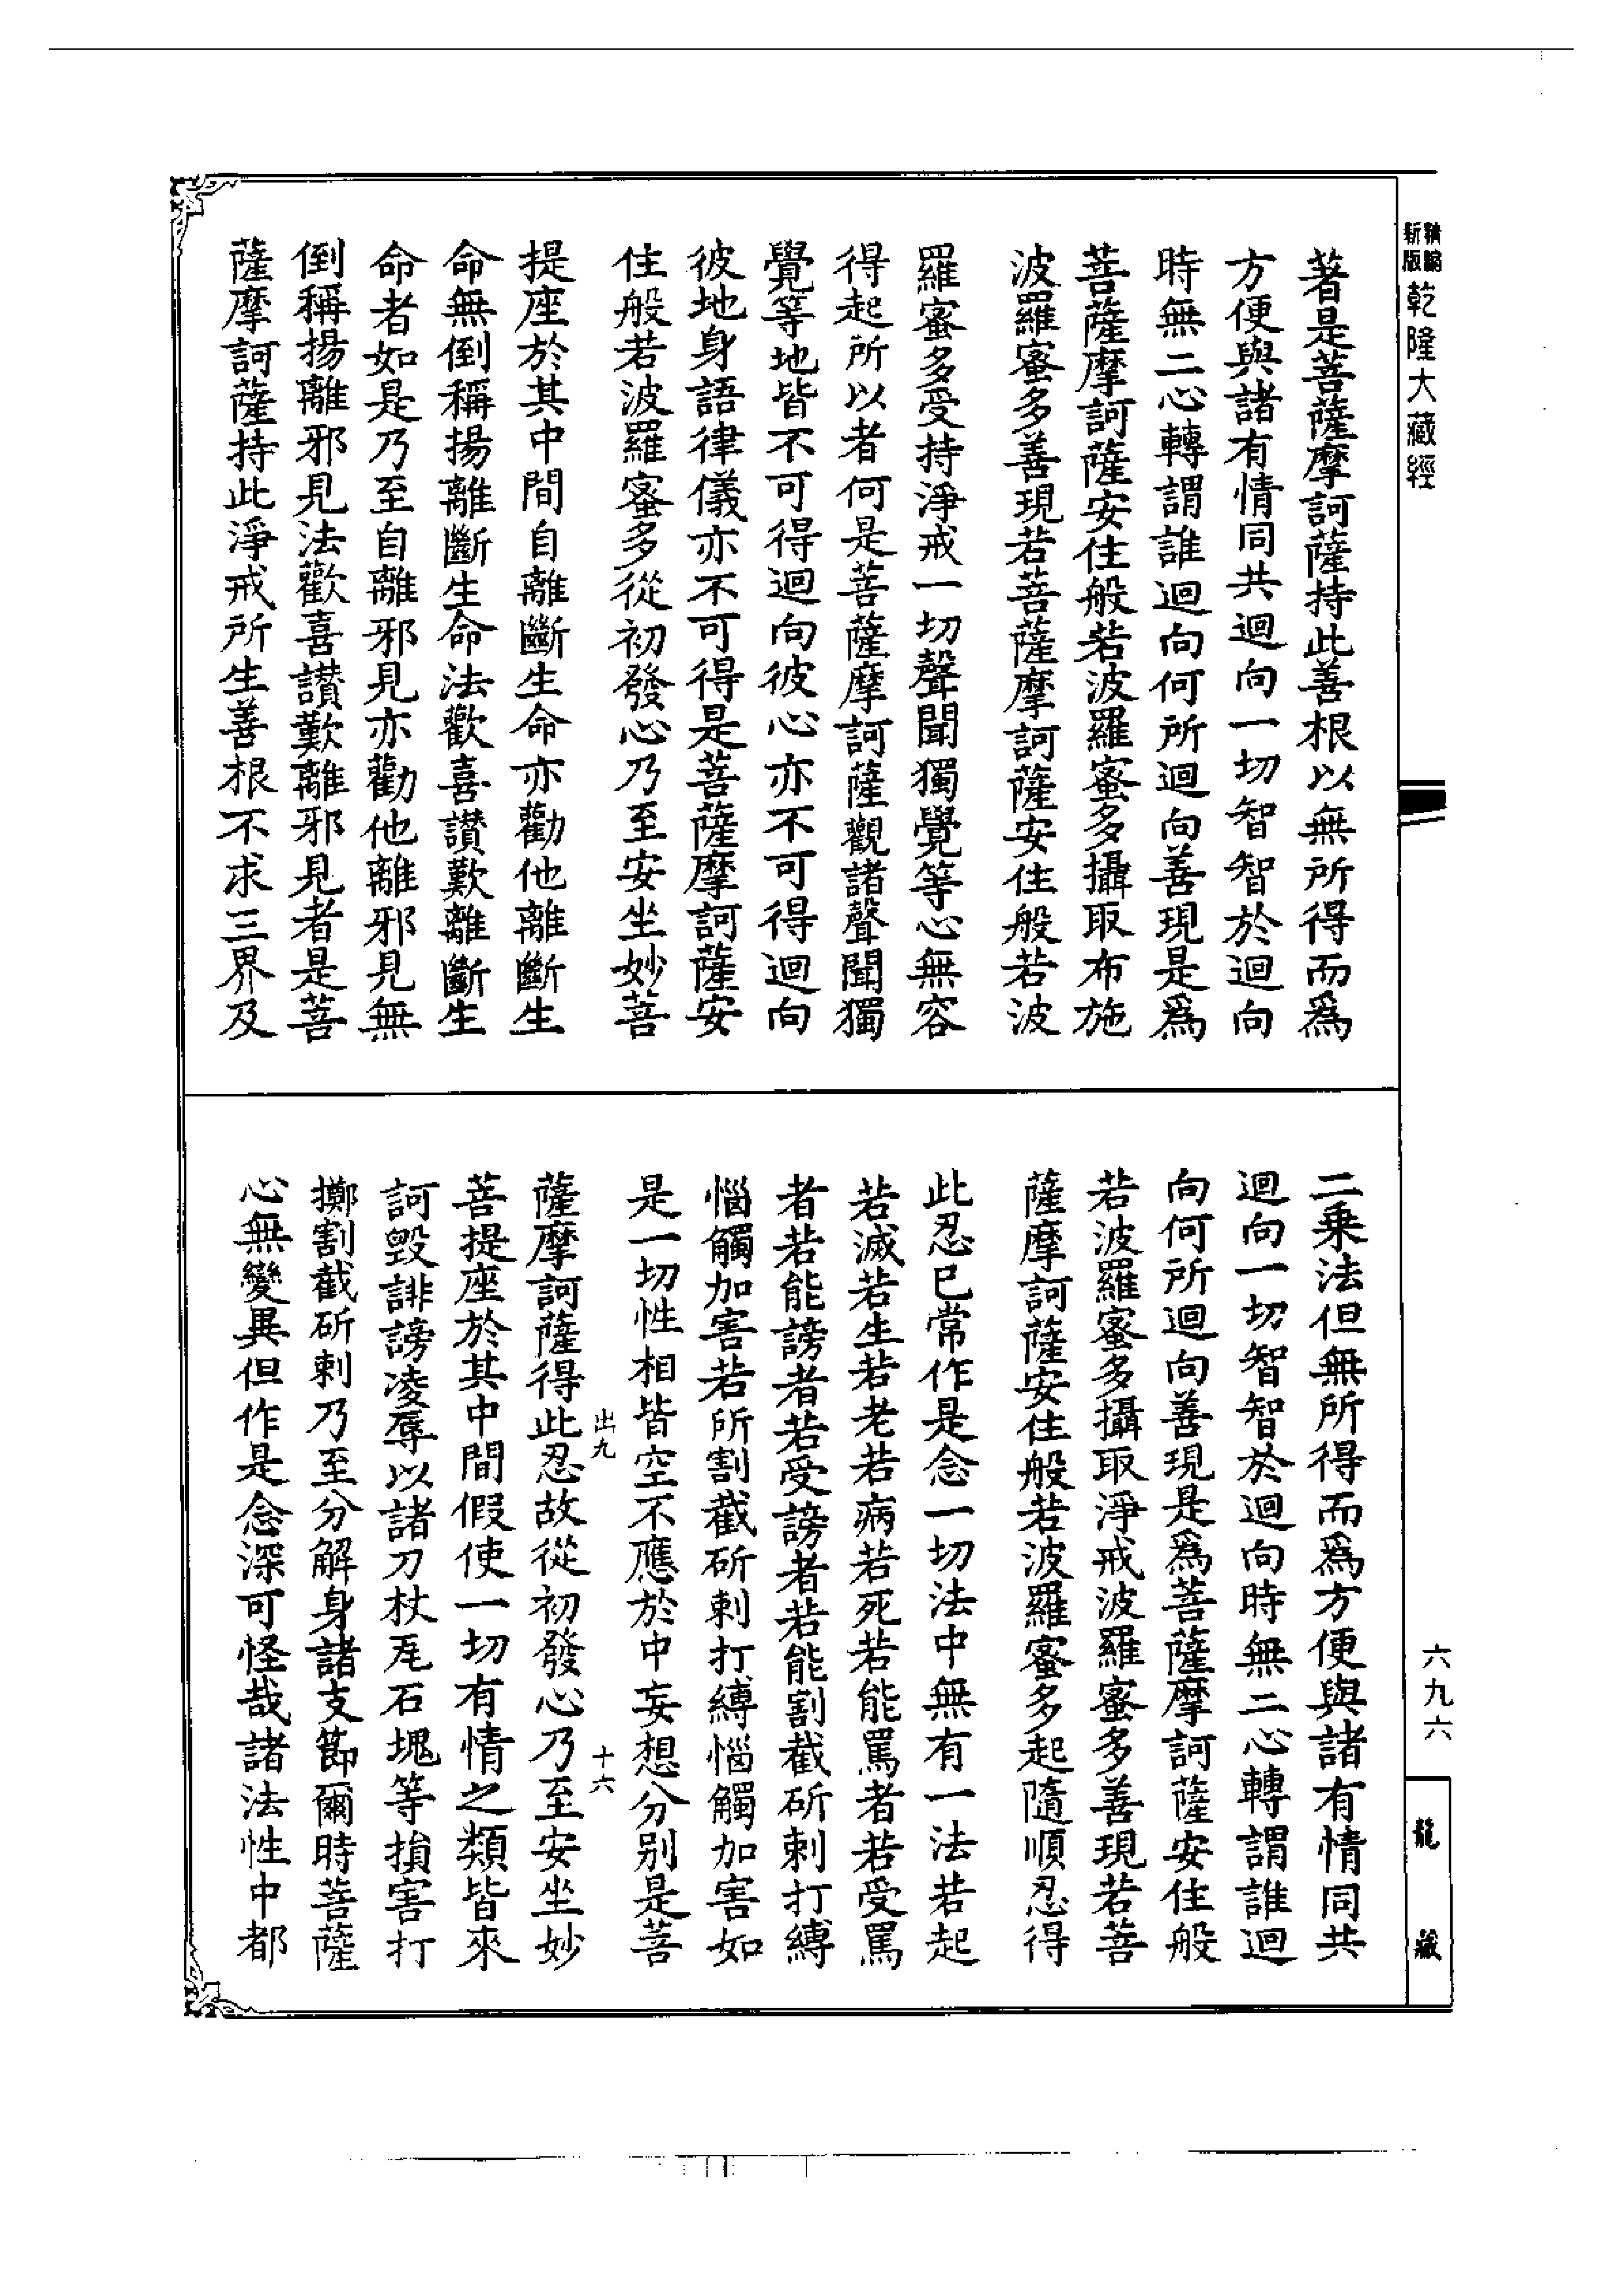 新版
精縮
乾隆大藏經
著是菩薩摩訶薩持此善根以無所得而爲
方便與諸有情同共迴向一切智智於迴向
時無二心轉謂誰迴向何所迴向善現是爲
菩薩摩訶薩安住般若波羅蜜多攝取布施
波羅蜜多善現若菩薩摩訶薩安住般若波
羅蜜多受持淨戒一切聲聞獨覺等心無容
得起所以者何是菩薩摩訶薩觀諸聲聞獨
覺等地皆不可得迴向彼心亦不可得迴向
彼地身語律儀亦不可得是菩薩摩訶薩安
住般若波羅蜜多從初發心乃至安坐妙菩
提座於其中間自離斷生命亦勸他離斷生
命無倒稱揚離斷生命法歡喜讚歎離斷生
命者如是乃至自離邪見亦勸他離邪見無
倒稱揚離邪見法歡喜讚歎離邪見者是菩
薩摩訶薩持此淨戒所生善根不求三界及
二乘法但無所得而爲方便與諸有情同共
迴向一切智智於迴向時無二心轉謂誰迴
向何所迴向善現是爲菩薩摩訶薩安住般
若波羅蜜多攝取淨戒波羅蜜多善現若菩
薩摩訶薩安住般若波羅蜜多起隨順忍得
此忍已常作是念一切法中無有一法若起
若滅若生若老若病若死若能罵者若受罵
者若能謗者若受謗者若能割截斫刺打縛
惱觸加害若所割截斫刺打縛惱觸加害如
是一切性相皆空不應於中妄想分别是菩
出九
十六
薩摩訶薩得此忍故從初發心乃至安坐妙
菩提座於其中間假使一切有情之類皆來
訶毀誹謗凌辱以諸刀杖瓦石塊等損害打
擲割截斫刺乃至分解身諸支節爾時菩薩
心無變異但作是念深可怪哉諸法性中都
六九六
龍藏